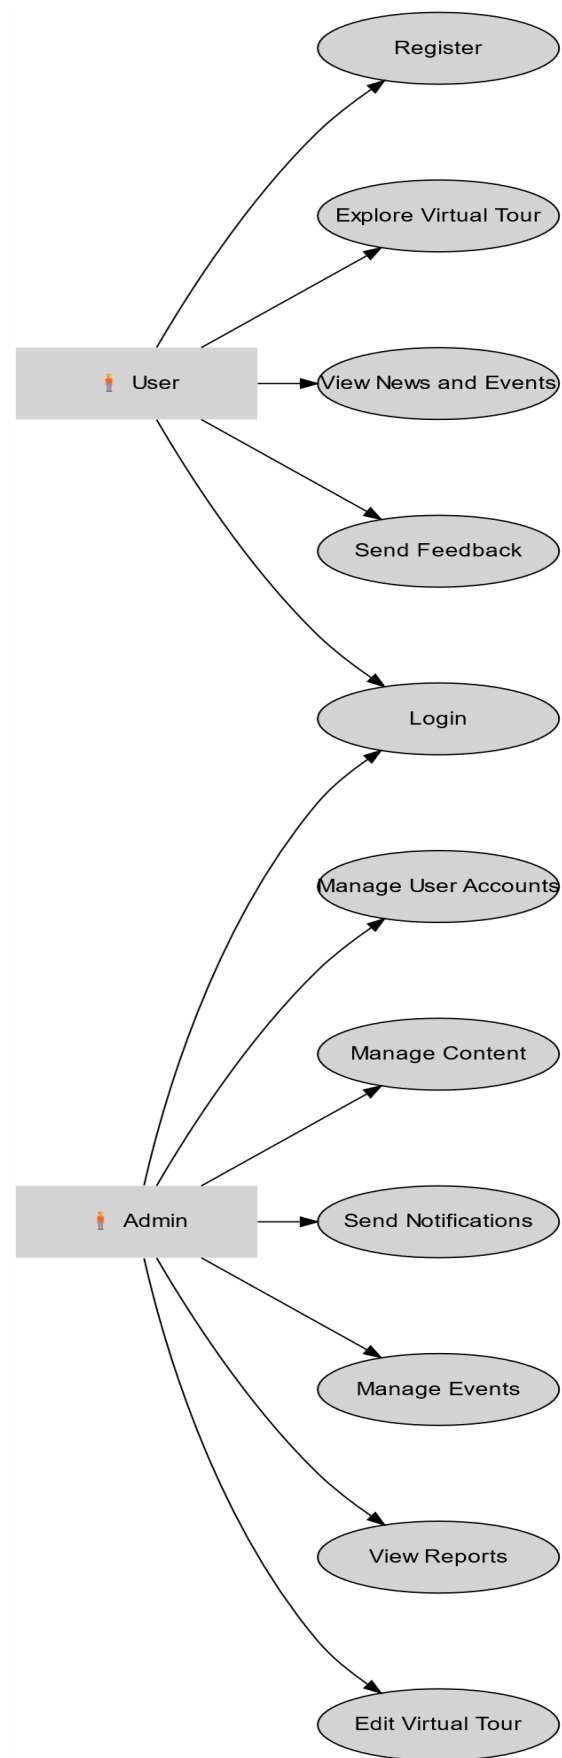 Register
Explore Virtual Tour
User
View News and Events
Send Feedback
Login
Manage User Accounts
Manage Content
Admin
Send Notifications
Manage Events
View Reports
Edit Virtual Tour